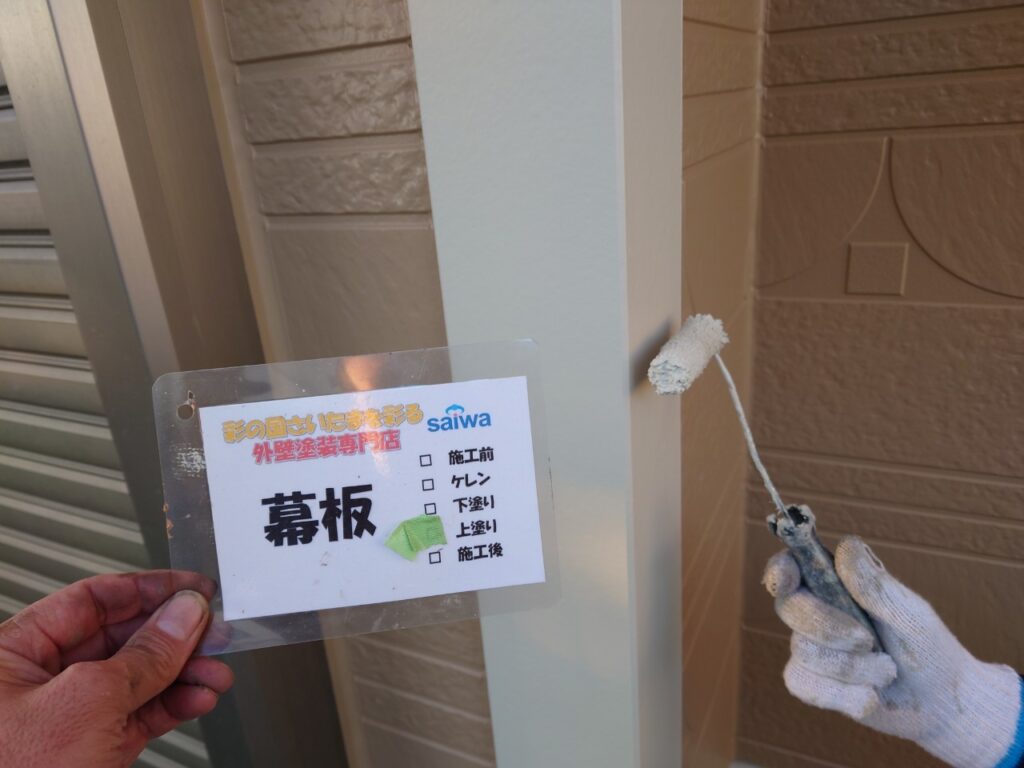 彩の国さいたまを彩る
外壁塗装専門店
saiwa
幕板
□ 施工前
□ ケレン
□ 下塗り
上塗り
□ 施工後